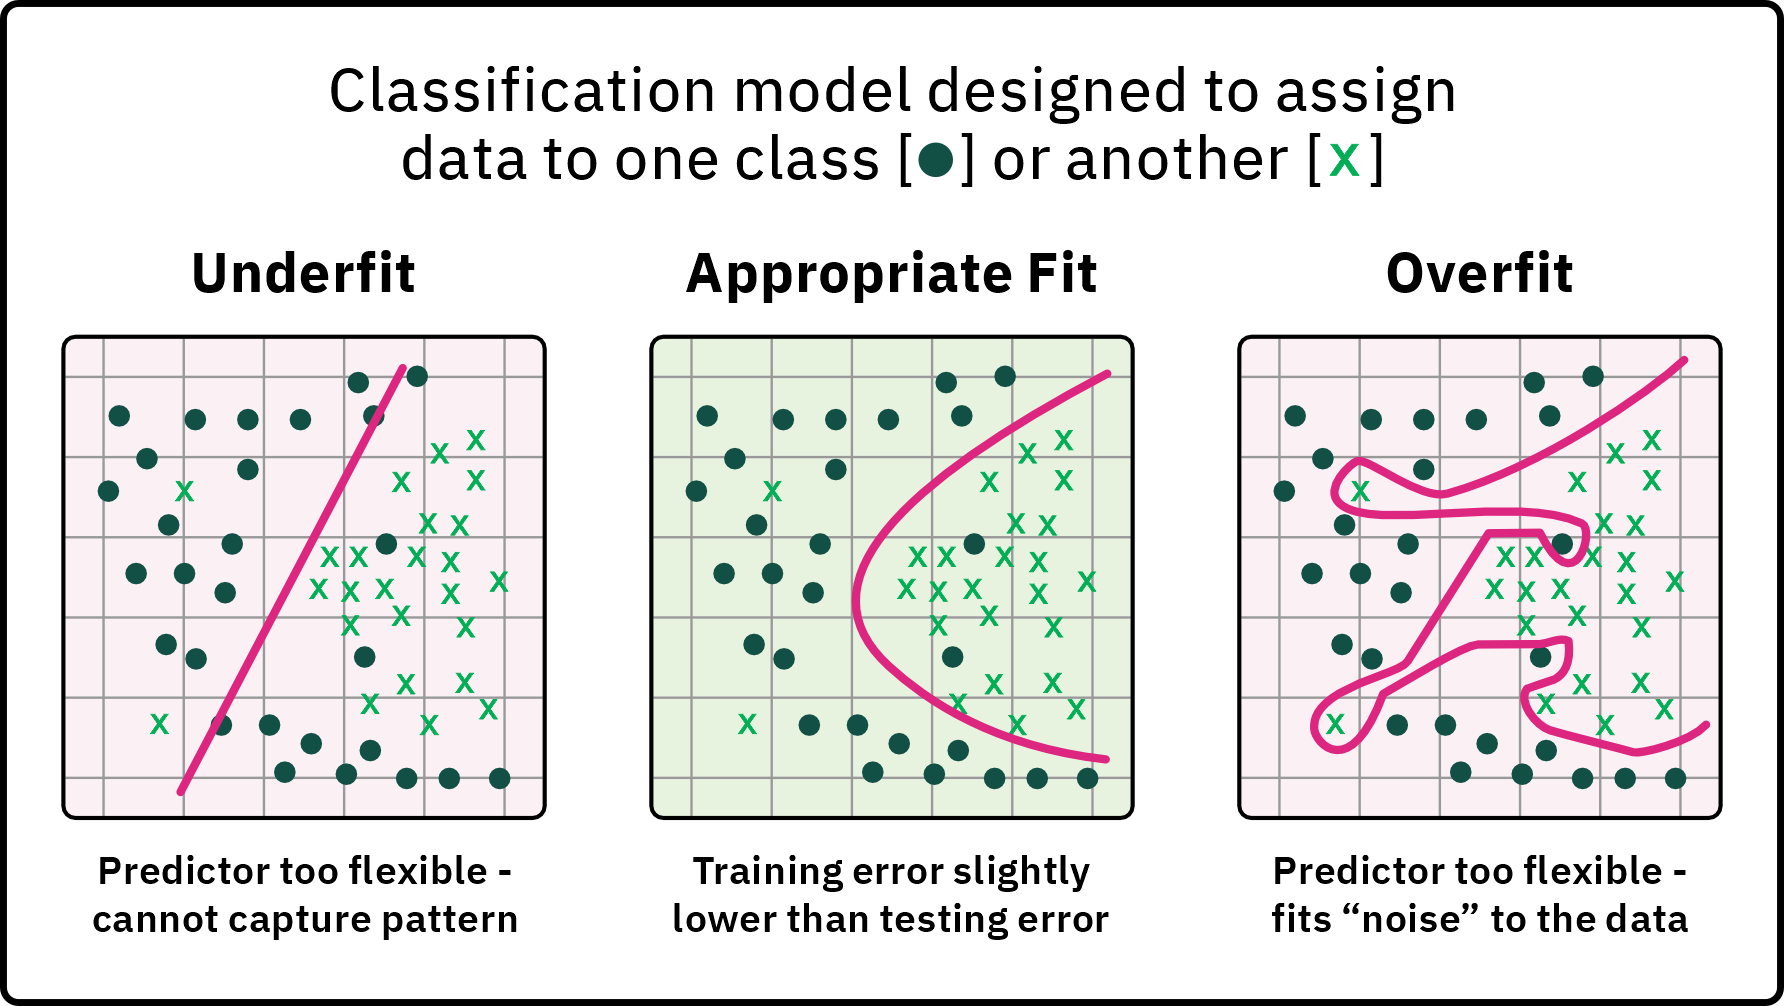 Classification model designed to assign
data to one class [●] or another [x]
Underfit
Appropriate Fit
Overfit
Predictor too flexible -
cannot capture pattern
Training error slightly
lower than testing error
Predictor too flexible -
fits “noise” to the data